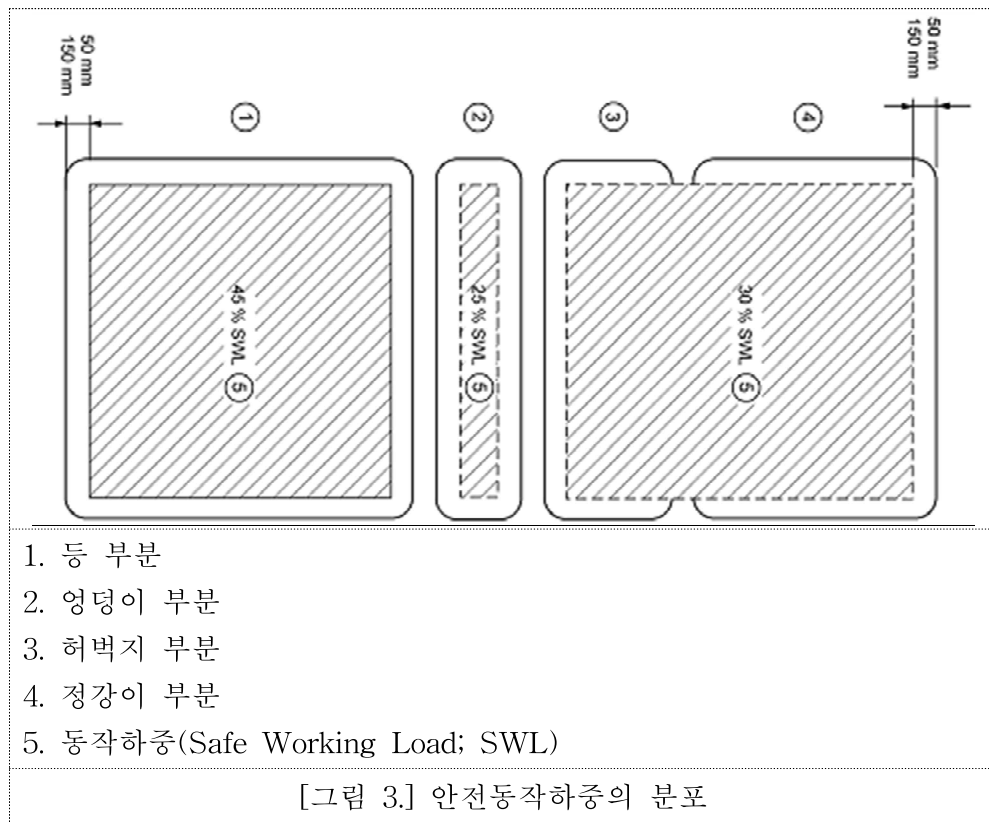 50 mm
150 mm
50 mm
150 mm
① ② ③ ④
45 % SWL ⑤
25 % SWL ⑤
30 % SWL ⑤
1. 등 부분
2. 엉덩이 부분
3. 허벅지 부분
4. 정강이 부분
5. 동작하중(Safe Working Load; SWL)
[그림 3.] 안전동작하중의 분포